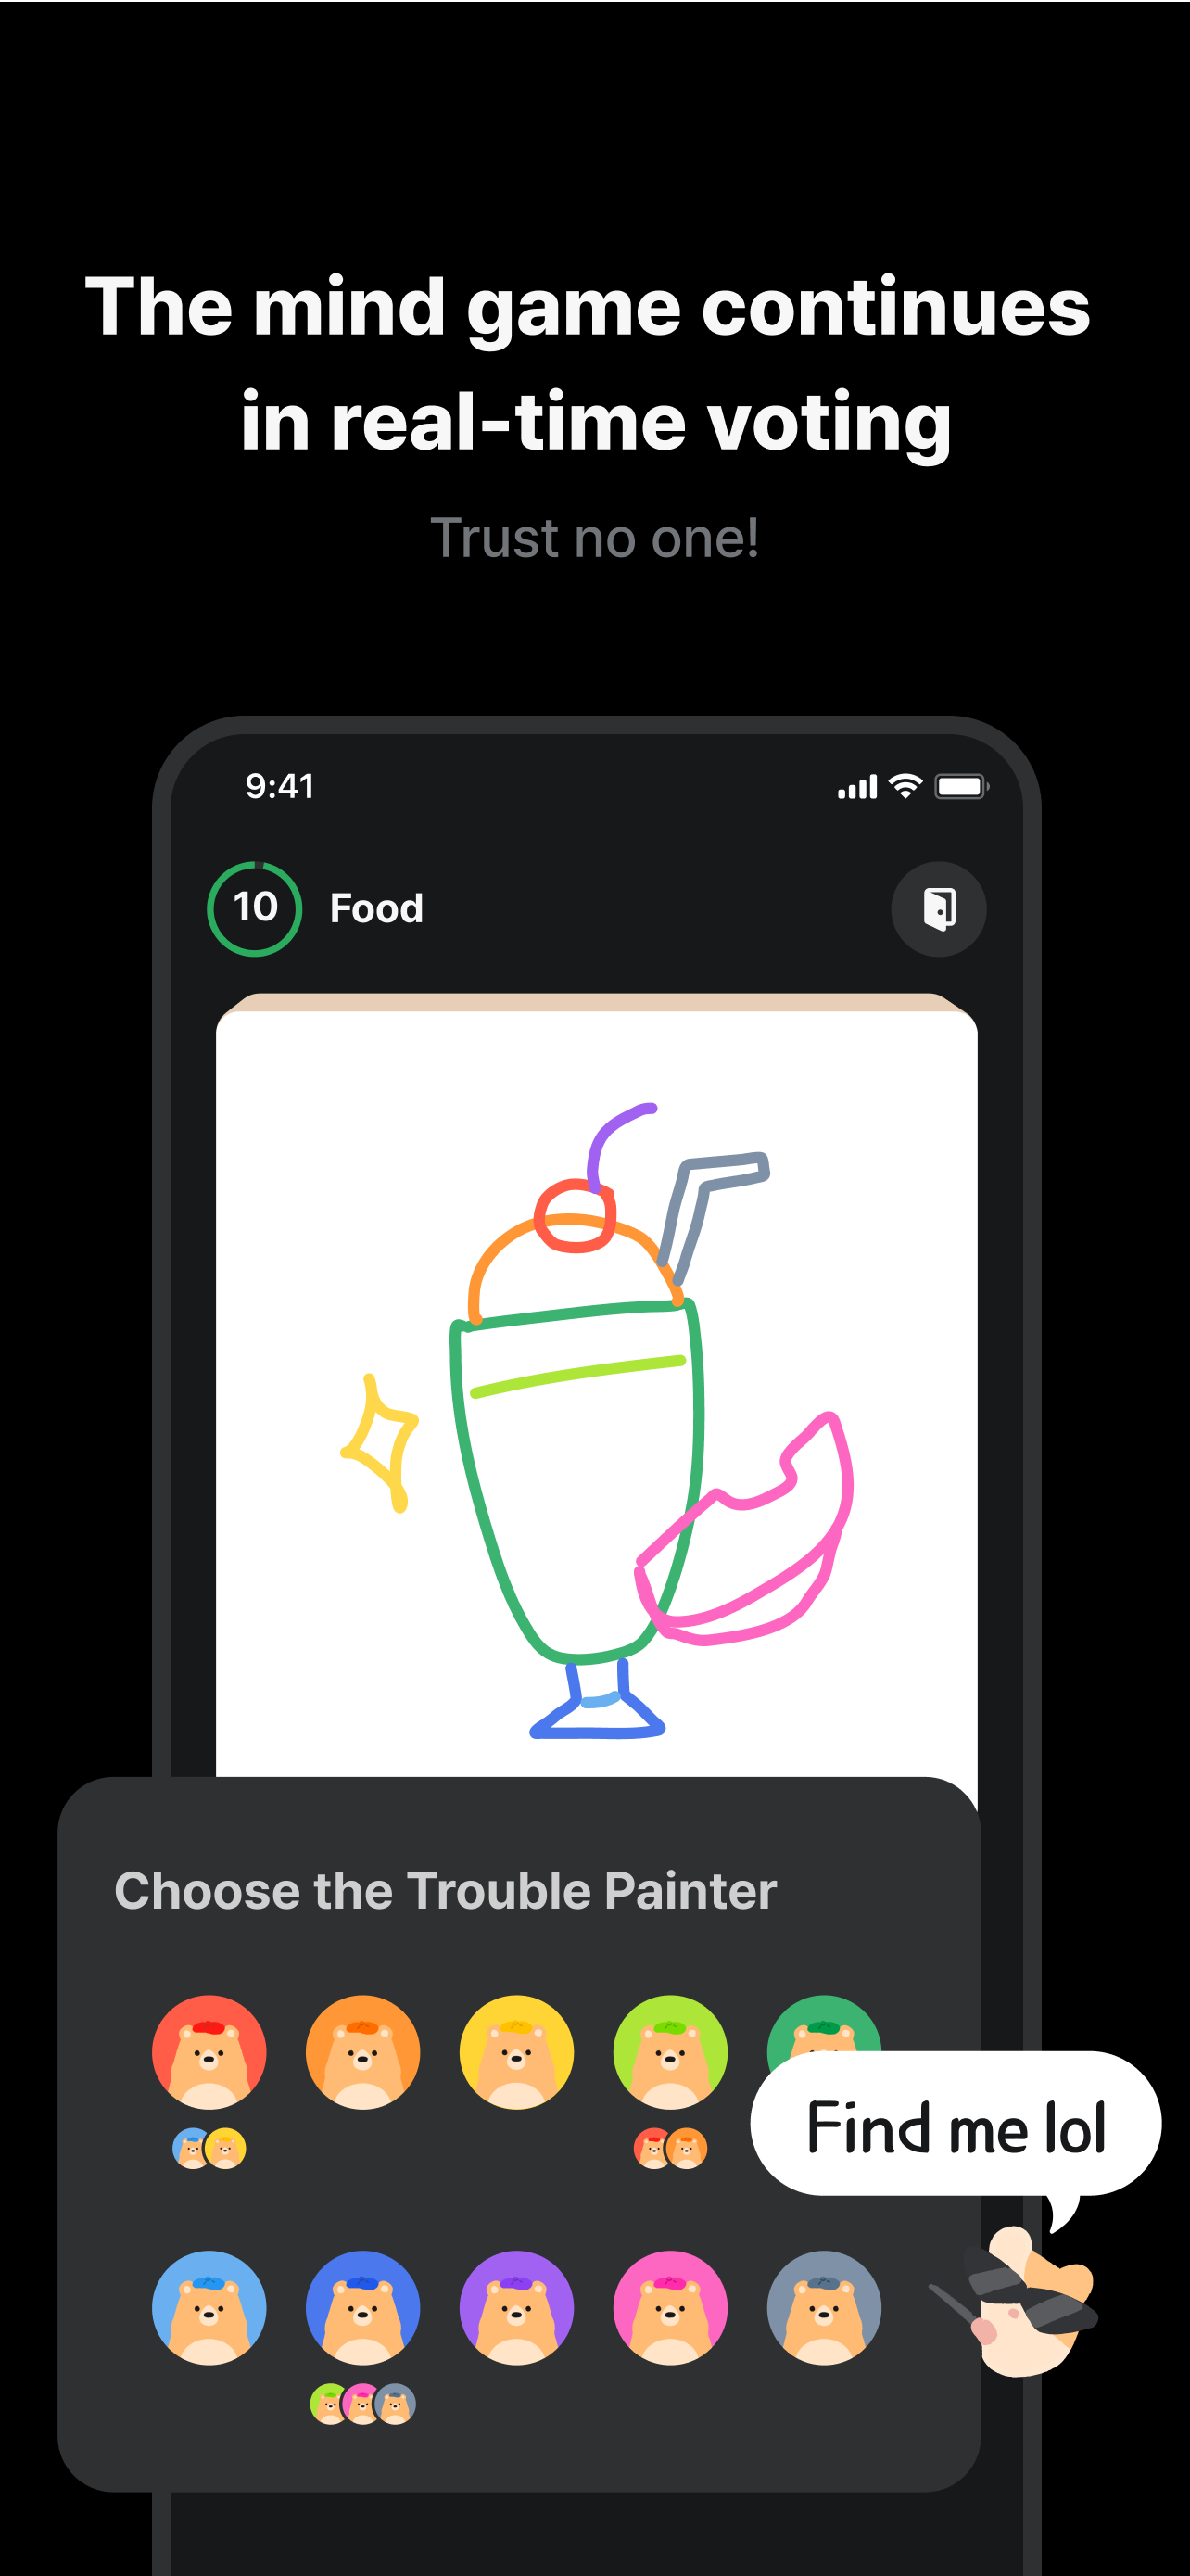 The mind game continues
in real-time voting
Trust no one!
9:41
10
Food
Choose the Trouble Painter
Find me lol